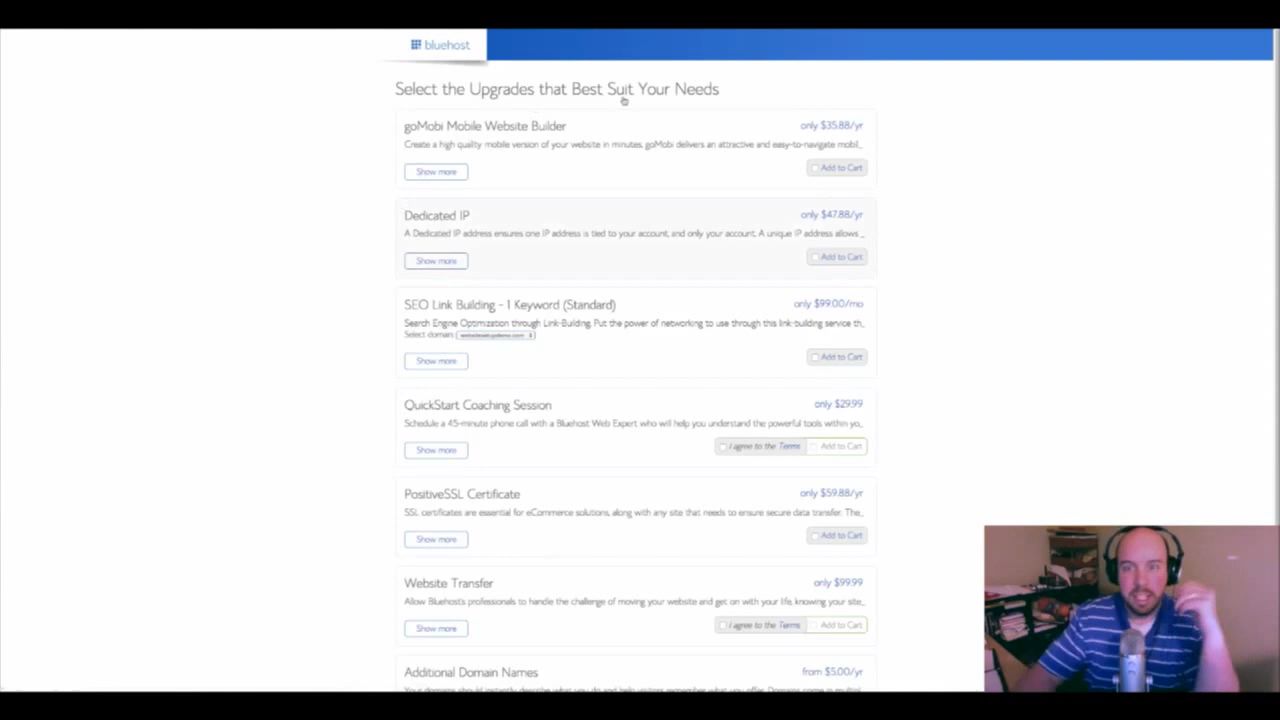 bluehost
Select the Upgrades that Best Suit Your Needs
goMobi Mobile Website Builder
only $35.88/yr
Create a high quality mobile version of your website in minutes. goMobi delivers an attractive and easy-to-navigate mobil...
Add to Cart
Show more
Dedicated IP
only $47.88/yr
A Dedicated IP address ensures one IP address is tied to your account, and only your account. A unique IP address allows ...
Add to Cart
Show more
SEO Link Building - 1 Keyword (Standard)
only $99.00/mo
Search Engine Optimization through Link-Building. Put the power of networking to use through this link-building service th...
Select domain: websitesetupdemo.com
Add to Cart
Show more
QuickStart Coaching Session
only $29.99
Schedule a 45-minute phone call with a Bluehost Web Expert who will help you understand the powerful tools within yo...
I agree to the Terms Add to Cart
Show more
PositiveSSL Certificate
only $59.88/yr
SSL certificates are essential for eCommerce solutions, along with any site that needs to ensure secure data transfer. The...
Add to Cart
Show more
Website Transfer
only $99.99
Allow Bluehost's professionals to handle the challenge of moving your website and get on with your life, knowing your site...
I agree to the Terms Add to Cart
Show more
Additional Domain Names
from $5.00/yr